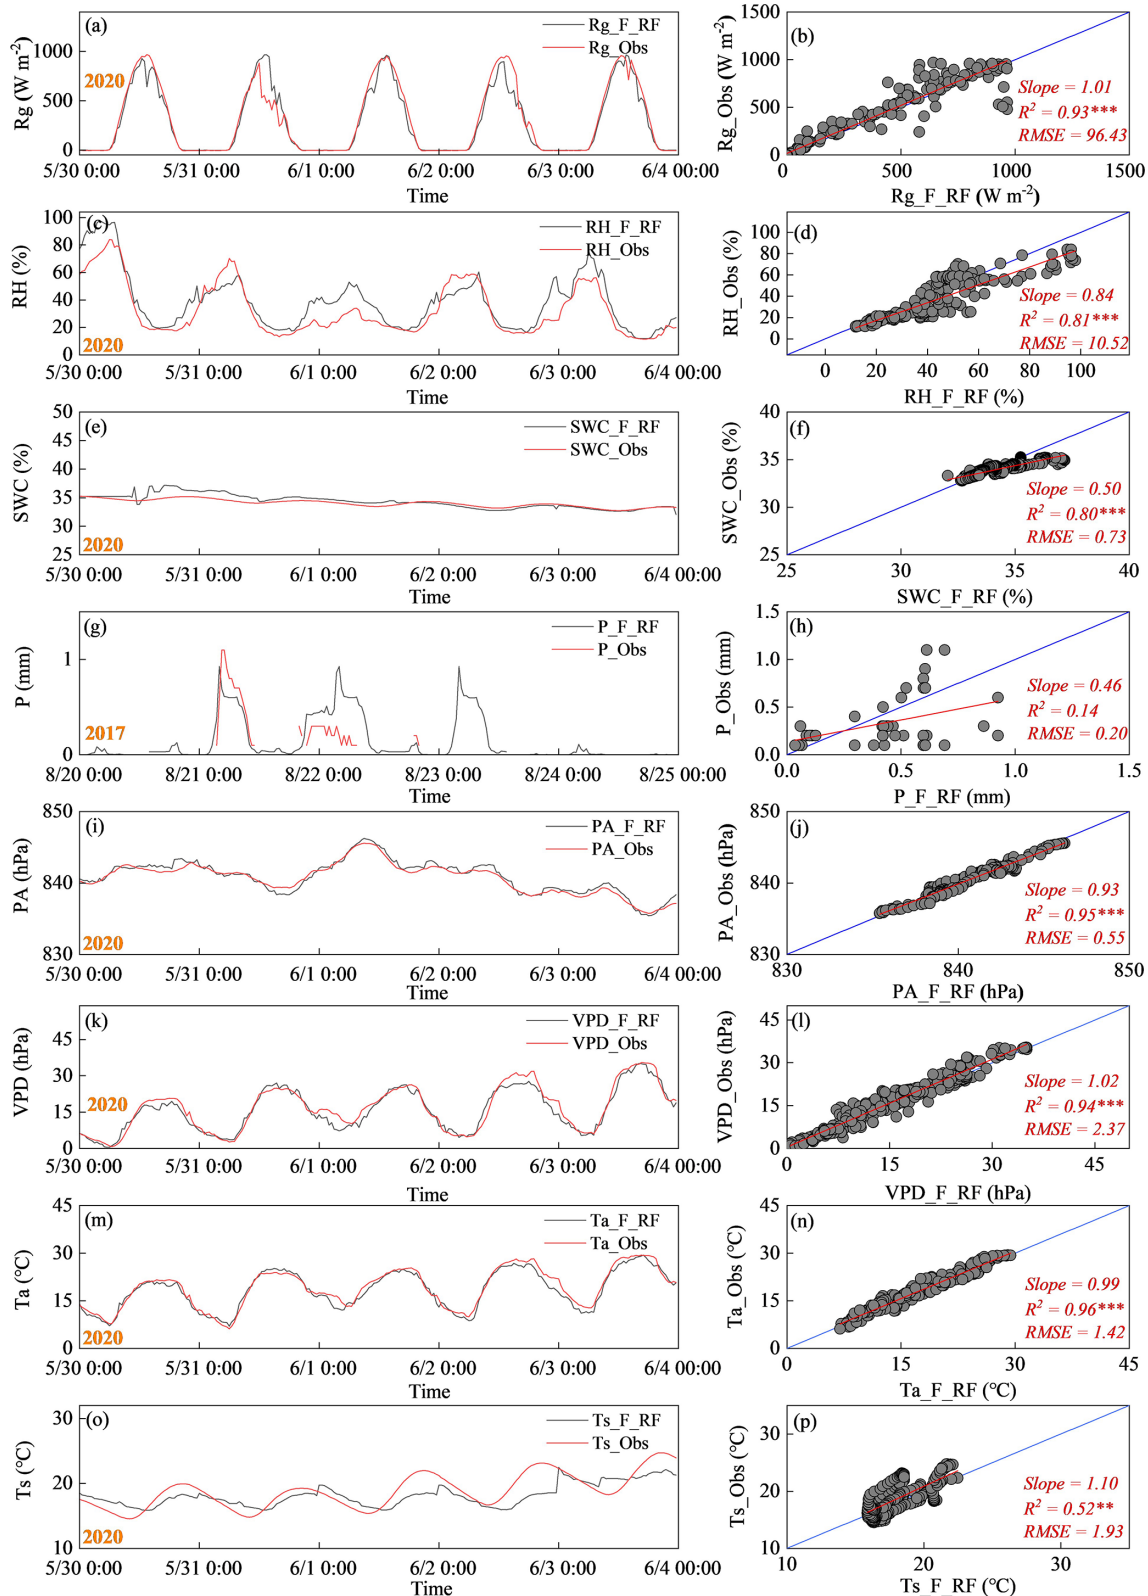 (a)
Rg_F_RF
Rg_Obs
2020
Rg (W m-2)
1000
500
0
5/30 0:00 5/31 0:00 6/1 0:00 6/2 0:00 6/3 0:00 6/4 00:00
Time
(b)
Rg_Obs (W m-2)
1500
1000
500
0
Slope = 1.01
R2 = 0.93***
RMSE = 96.43
0 500 1000 1500
Rg_F_RF (W m-2)
(c)
RH_F_RF
RH_Obs
2020
RH (%)
100
80
60
40
20
0
5/30 0:00 5/31 0:00 6/1 0:00 6/2 0:00 6/3 0:00 6/4 00:00
Time
(d)
RH_Obs (%)
100
80
60
40
20
0
Slope = 0.84
R2 = 0.81***
RMSE = 10.52
0 20 40 60 80 100
RH_F_RF (%)
(e)
SWC_F_RF
SWC_Obs
2020
SWC (%)
50
45
40
35
30
25
5/30 0:00 5/31 0:00 6/1 0:00 6/2 0:00 6/3 0:00 6/4 00:00
Time
(f)
SWC_Obs (%)
40
35
30
25
Slope = 0.50
R2 = 0.80***
RMSE = 0.73
25 30 35 40
SWC_F_RF (%)
(g)
P_F_RF
P_Obs
2017
P (mm)
1
0
8/20 0:00 8/21 0:00 8/22 0:00 8/23 0:00 8/24 0:00 8/25 00:00
Time
(h)
P_Obs (mm)
1.5
1.0
0.5
0.0
Slope = 0.46
R2 = 0.14
RMSE = 0.20
0.0 0.5 1.0 1.5
P_F_RF (mm)
(i)
PA_F_RF
PA_Obs
2020
PA (hPa)
850
840
830
5/30 0:00 5/31 0:00 6/1 0:00 6/2 0:00 6/3 0:00 6/4 00:00
Time
(j)
PA_Obs (hPa)
850
840
830
Slope = 0.93
R2 = 0.95***
RMSE = 0.55
830 840 850
PA_F_RF (hPa)
(k)
VPD_F_RF
VPD_Obs
2020
VPD (hPa)
45
30
15
0
5/30 0:00 5/31 0:00 6/1 0:00 6/2 0:00 6/3 0:00 6/4 00:00
Time
(l)
VPD_Obs (hPa)
45
30
15
0
Slope = 1.02
R2 = 0.94***
RMSE = 2.37
0 15 30 45
VPD_F_RF (hPa)
(m)
Ta_F_RF
Ta_Obs
2020
Ta (°C)
45
30
15
0
5/30 0:00 5/31 0:00 6/1 0:00 6/2 0:00 6/3 0:00 6/4 00:00
Time
(n)
Ta_Obs (°C)
45
30
15
0
Slope = 0.99
R2 = 0.96***
RMSE = 1.42
0 15 30 45
Ta_F_RF (°C)
(o)
Ts_F_RF
Ts_Obs
2020
Ts (°C)
30
20
10
5/30 0:00 5/31 0:00 6/1 0:00 6/2 0:00 6/3 0:00 6/4 00:00
Time
(p)
Ts_Obs (°C)
30
20
10
Slope = 1.10
R2 = 0.52**
RMSE = 1.93
10 20 30
Ts_F_RF (°C)